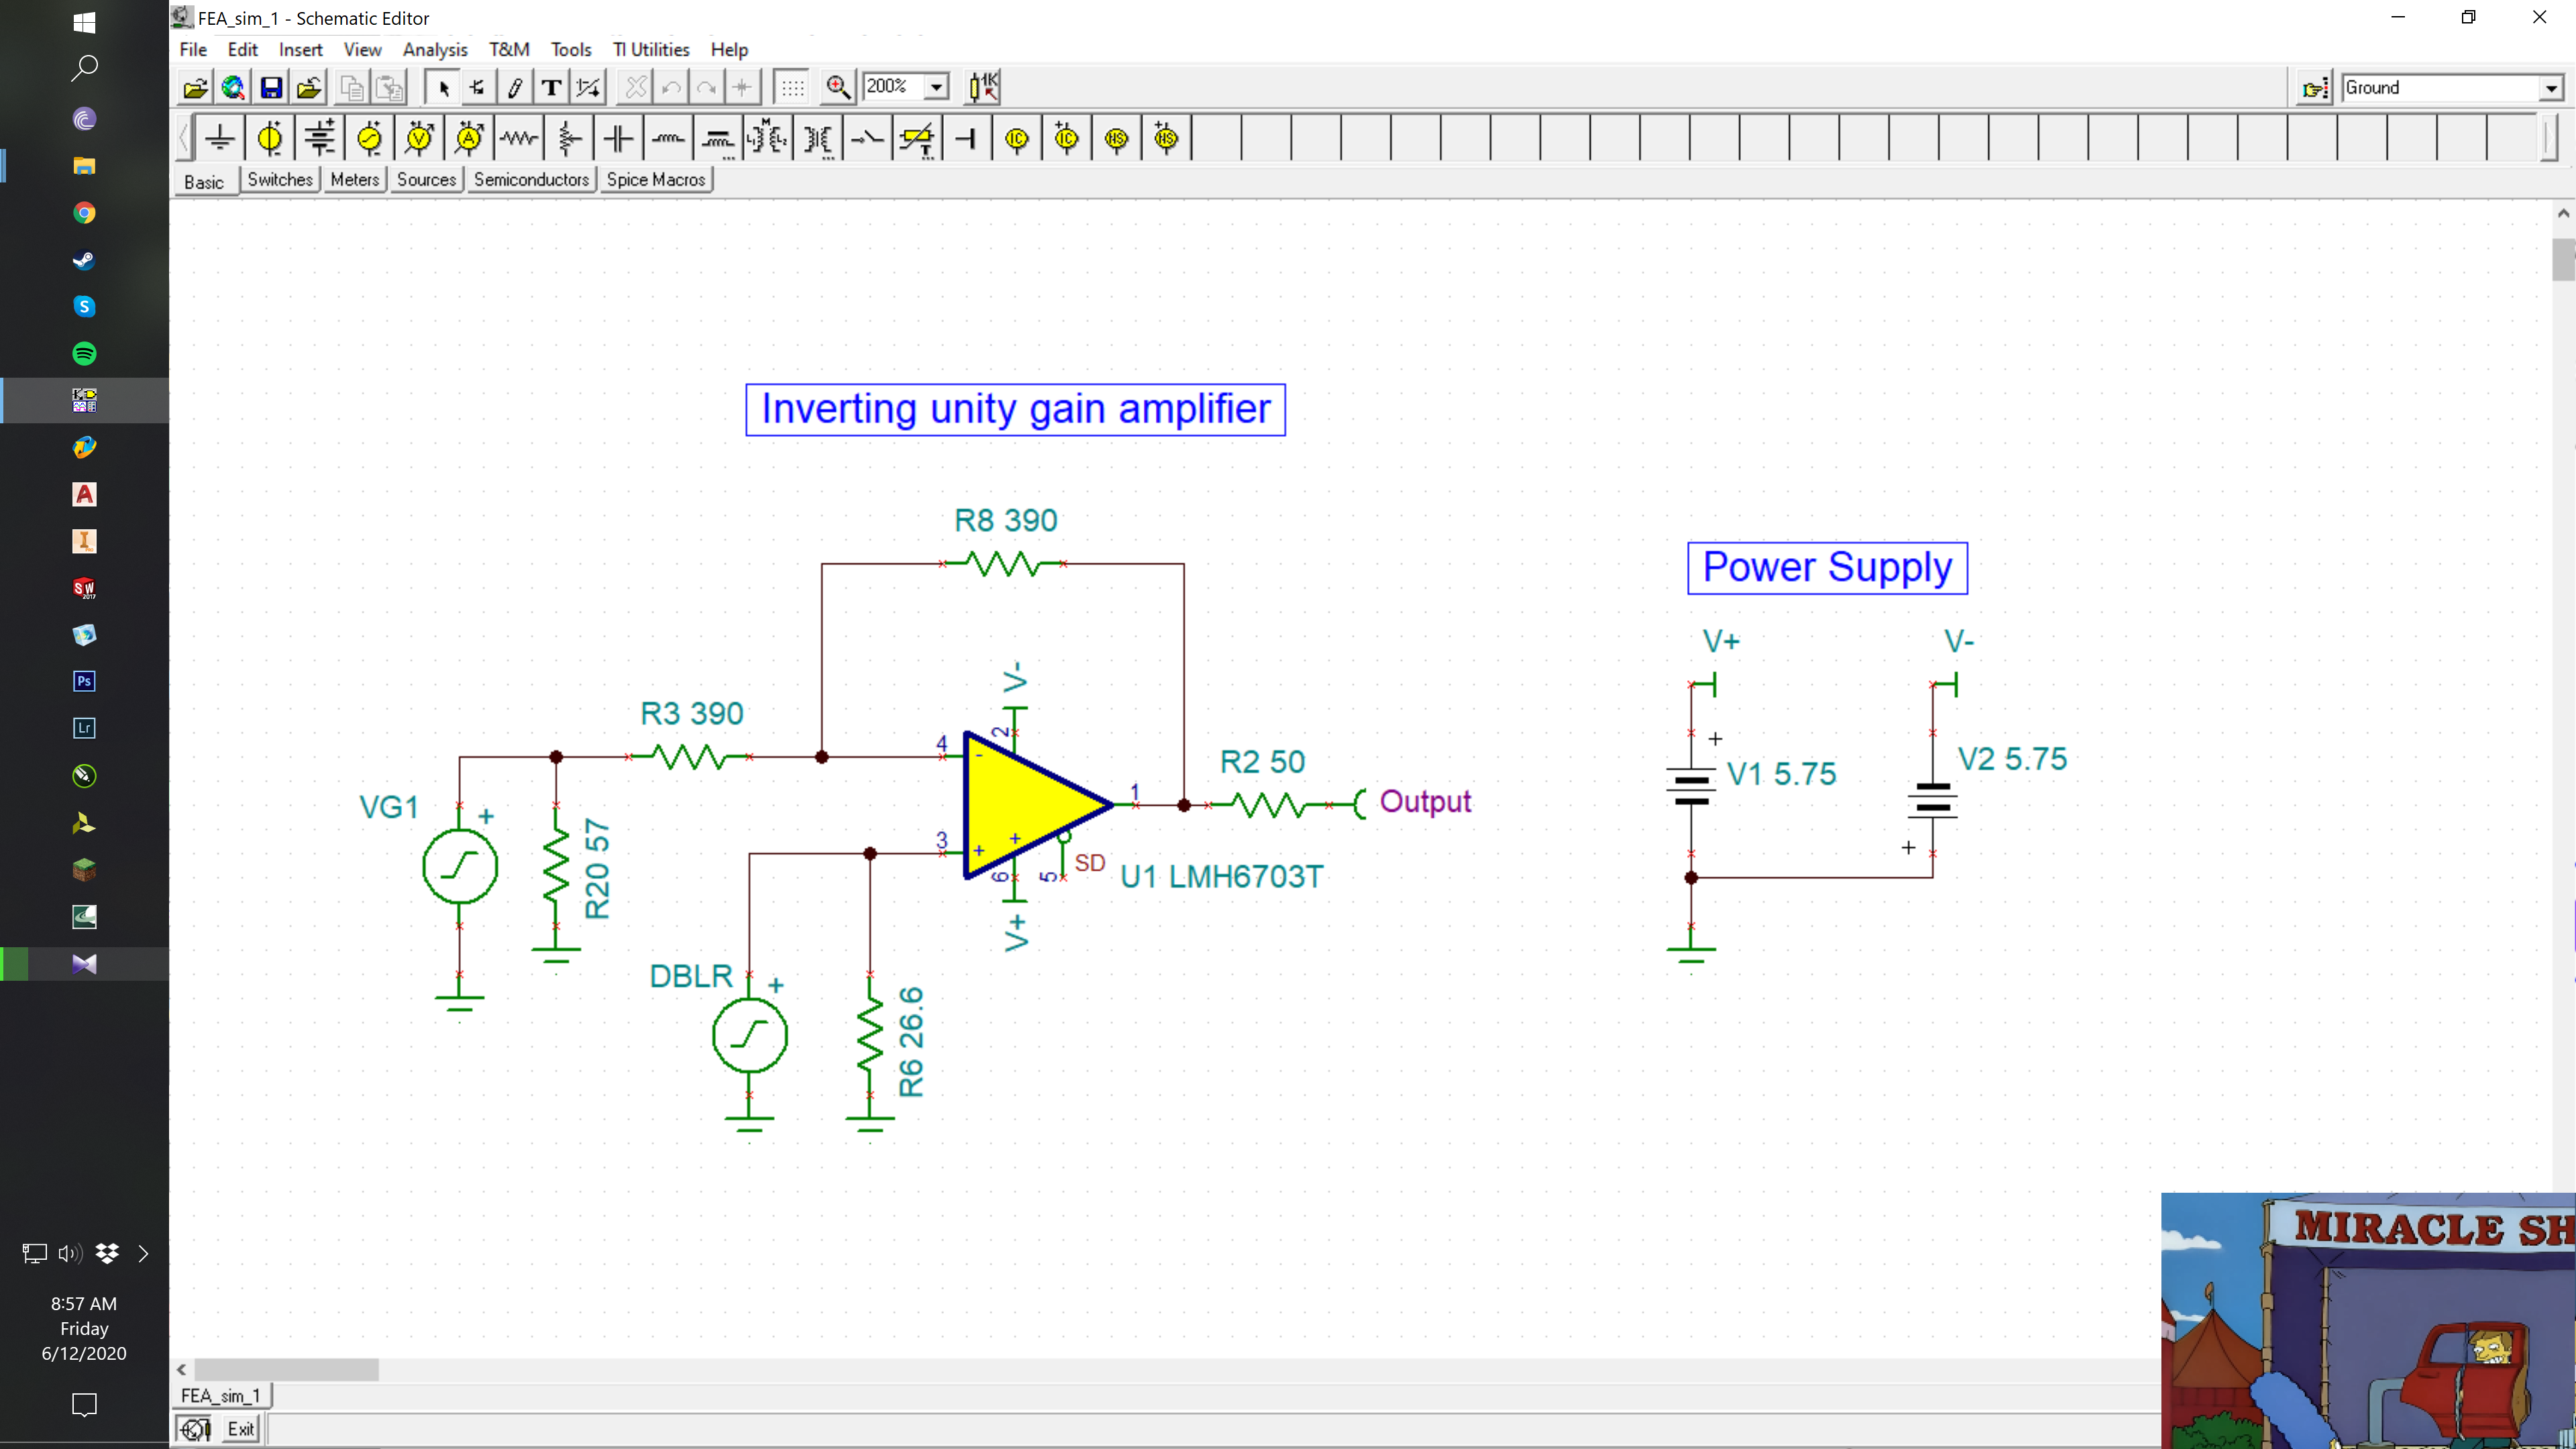 FEA_sim_1 - Schematic Editor
File Edit Insert View Analysis T&M Tools TI Utilities Help
T 200% 1K Ground
Basic Switches Meters Sources Semiconductors Spice Macros
Inverting unity gain amplifier
R8 390
Power Supply
V+ V-
V-
R3 390
4 - 2
R2 50
V1 5.75 V2 5.75
VG1 + 1 Output
3 + + SD
6 5 U1 LMH6703T
R20 57
V+
DBLR +
R6 26.6
8:57 AM
Friday
6/12/2020
MIRACLE SH
FEA_sim_1
Exit